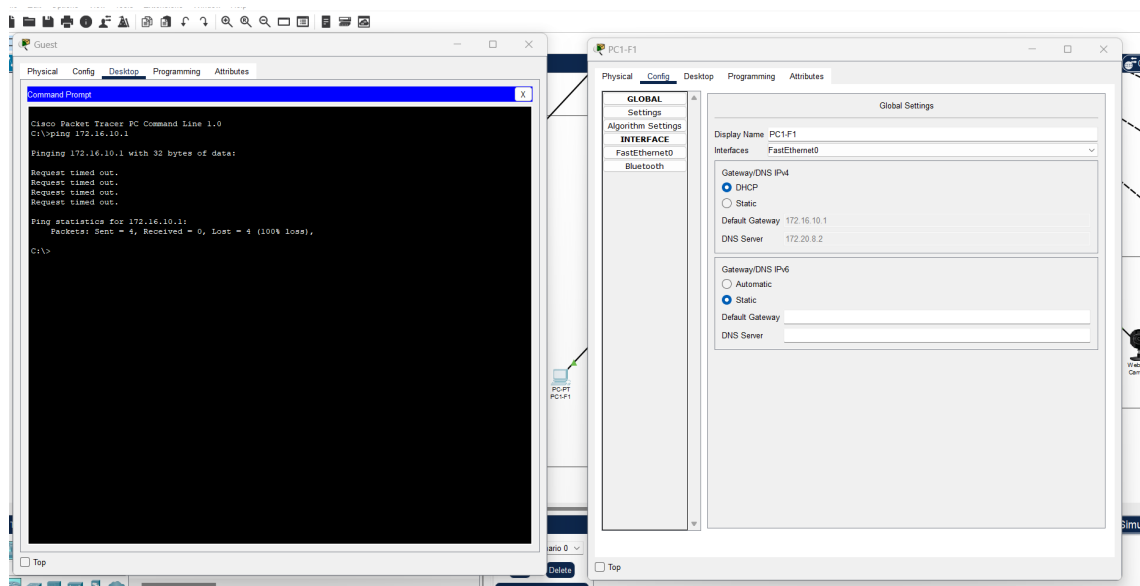 Guest
Physical Config Desktop Programming Attributes
Command Prompt
X
Cisco Packet Tracer PC Command Line 1.0
C:\>ping 172.16.10.1
Pinging 172.16.10.1 with 32 bytes of data:
Request timed out.
Request timed out.
Request timed out.
Request timed out.
Ping statistics for 172.16.10.1:
Packets: Sent = 4, Received = 0, Lost = 4 (100% loss),
C:\>
Top
PC-PT
PC1-F1
ario 0
Delete
PC1-F1
Physical Config Desktop Programming Attributes
GLOBAL
Settings
Algorithm Settings
INTERFACE
FastEthernet0
Bluetooth
Global Settings
Display Name PC1-F1
Interfaces FastEthernet0
Gateway/DNS IPv4
DHCP
Static
Default Gateway 172.16.10.1
DNS Server 172.20.8.2
Gateway/DNS IPv6
Automatic
Static
Default Gateway
DNS Server
Top
Web
Cam
Simu